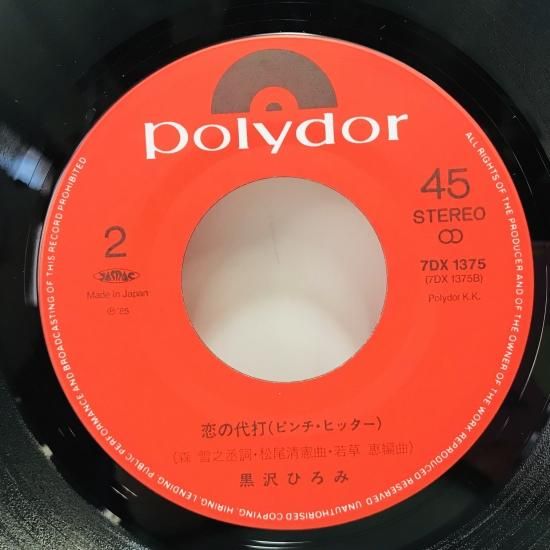 polydor
45
STEREO
2
JASRAC
7DX 1375
(7DX 1375B)
Made in Japan
Polydor K.K.
℗'85
恋の代打(ピンチ・ヒッター)
(森 雪之丞詞・松尾清憲曲・若草 恵編曲)
黒沢ひろみ
ALL RIGHTS OF THE PRODUCER AND OF THE OWNER OF THE WORK REPRODUCED RESERVED UNAUTHORISED COPYING, HIRING, LENDING, PUBLIC PERFORMANCE AND BROADCASTING OF THIS RECORD PROHIBITED